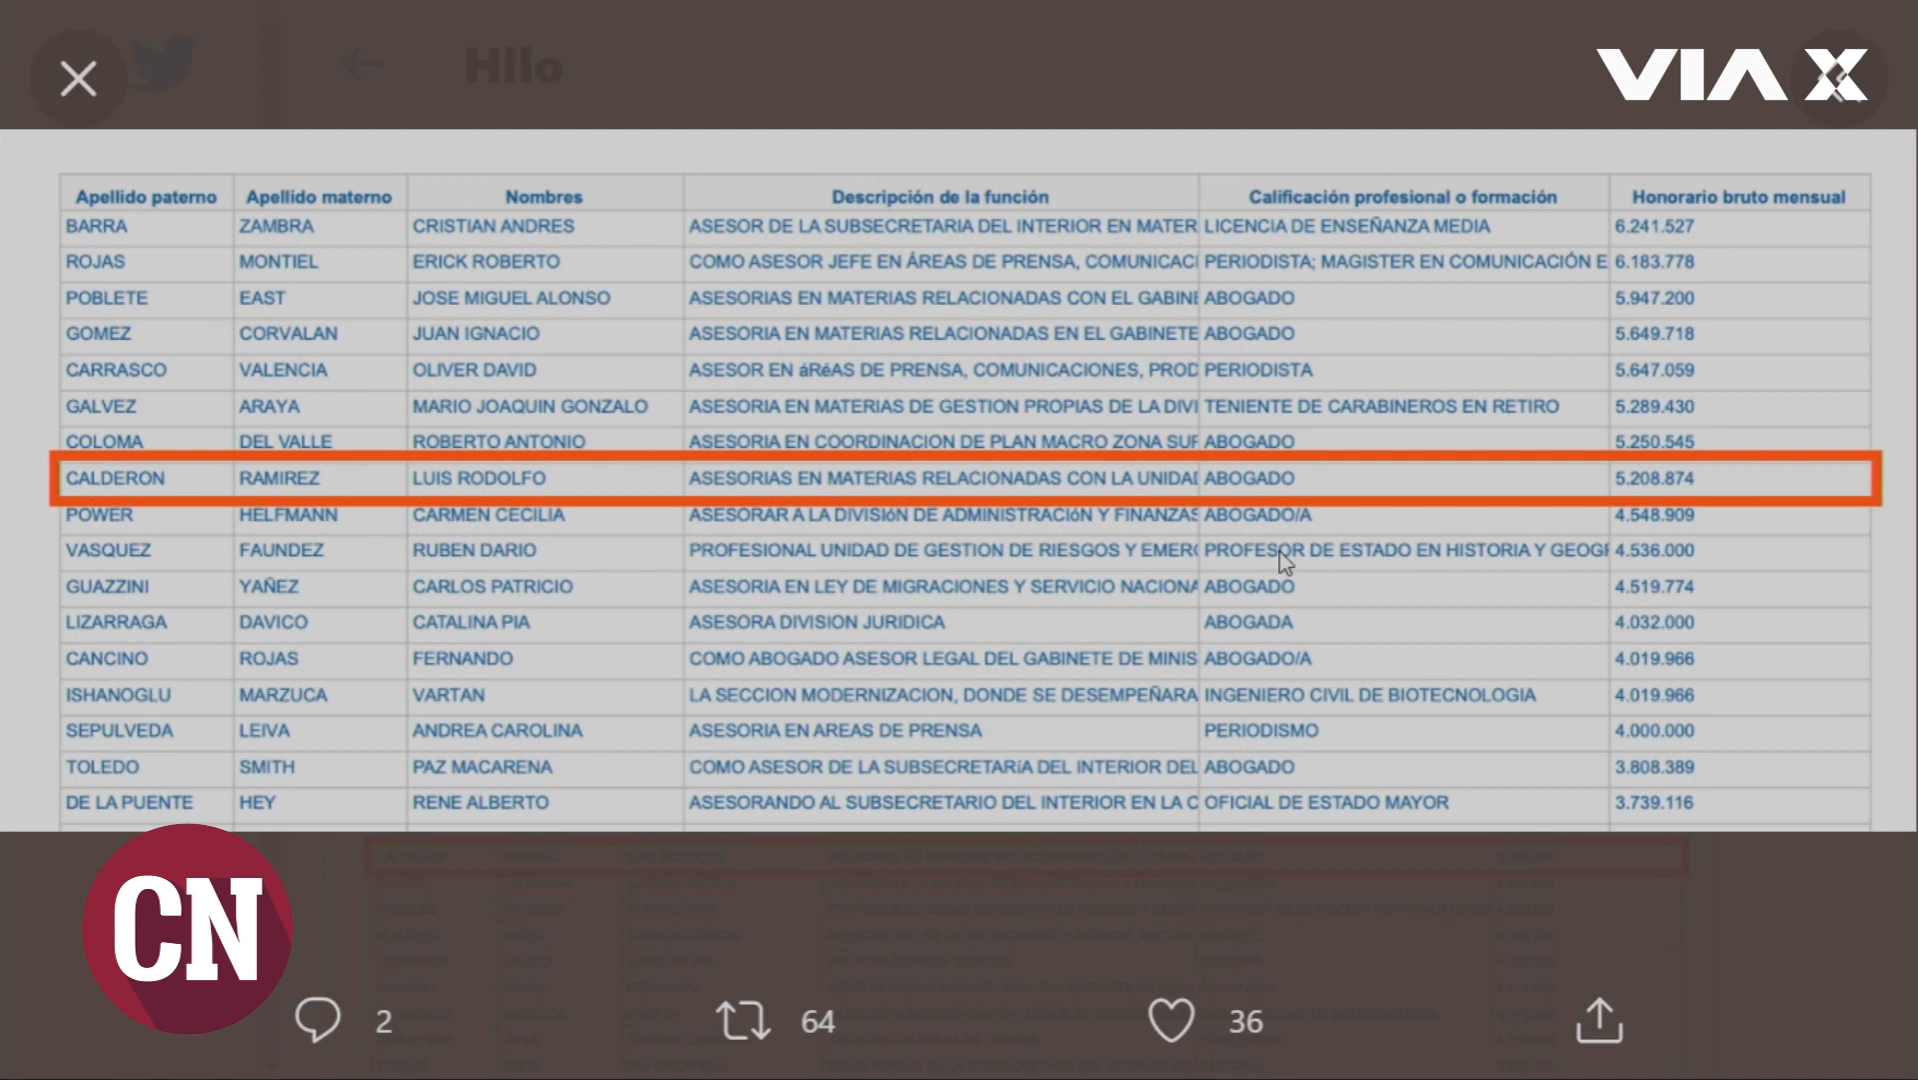 Hilo
VIA X
Apellido paterno Apellido materno Nombres Descripción de la función Calificación profesional o formación Honorario bruto mensual
BARRA ZAMBRA CRISTIAN ANDRES ASESOR DE LA SUBSECRETARIA DEL INTERIOR EN MATER LICENCIA DE ENSEÑANZA MEDIA 6.241.527
ROJAS MONTIEL ERICK ROBERTO COMO ASESOR JEFE EN ÁREAS DE PRENSA, COMUNICACI PERIODISTA; MAGISTER EN COMUNICACIÓN E 6.183.778
POBLETE EAST JOSE MIGUEL ALONSO ASESORIAS EN MATERIAS RELACIONADAS CON EL GABINE ABOGADO 5.947.200
GOMEZ CORVALAN JUAN IGNACIO ASESORIA EN MATERIAS RELACIONADAS EN EL GABINETE ABOGADO 5.649.718
CARRASCO VALENCIA OLIVER DAVID ASESOR EN áRéAS DE PRENSA, COMUNICACIONES, PROD PERIODISTA 5.647.059
GALVEZ ARAYA MARIO JOAQUIN GONZALO ASESORIA EN MATERIAS DE GESTION PROPIAS DE LA DIVI TENIENTE DE CARABINEROS EN RETIRO 5.289.430
COLOMA DEL VALLE ROBERTO ANTONIO ASESORIA EN COORDINACION DE PLAN MACRO ZONA SUR ABOGADO 5.250.545
CALDERON RAMIREZ LUIS RODOLFO ASESORIAS EN MATERIAS RELACIONADAS CON LA UNIDAD ABOGADO 5.208.874
POWER HELFMANN CARMEN CECILIA ASESORAR A LA DIVISIóN DE ADMINISTRACIóN Y FINANZAS ABOGADO/A 4.548.909
VASQUEZ FAUNDEZ RUBEN DARIO PROFESIONAL UNIDAD DE GESTION DE RIESGOS Y EMERG PROFESOR DE ESTADO EN HISTORIA Y GEOGR 4.536.000
GUAZZINI YAÑEZ CARLOS PATRICIO ASESORIA EN LEY DE MIGRACIONES Y SERVICIO NACIONA ABOGADO 4.519.774
LIZARRAGA DAVICO CATALINA PIA ASESORA DIVISION JURIDICA ABOGADA 4.032.000
CANCINO ROJAS FERNANDO COMO ABOGADO ASESOR LEGAL DEL GABINETE DE MINIS ABOGADO/A 4.019.966
ISHANOGLU MARZUCA VARTAN LA SECCION MODERNIZACION, DONDE SE DESEMPEÑARA INGENIERO CIVIL DE BIOTECNOLOGIA 4.019.966
SEPULVEDA LEIVA ANDREA CAROLINA ASESORIA EN AREAS DE PRENSA PERIODISMO 4.000.000
TOLEDO SMITH PAZ MACARENA COMO ASESOR DE LA SUBSECRETARíA DEL INTERIOR DEL ABOGADO 3.808.389
DE LA PUENTE HEY RENE ALBERTO ASESORANDO AL SUBSECRETARIO DEL INTERIOR EN LA C OFICIAL DE ESTADO MAYOR 3.739.116
CN
2 64 36